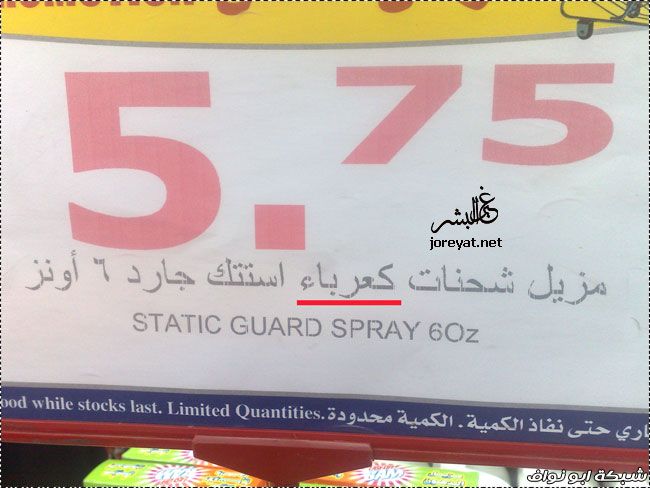 5.75
غير البشر
joreyat.net
مزيل شحنات كعرباء استتك جارد ٦ أونز
STATIC GUARD SPRAY 6Oz
ood while stocks last. Limited Quantities. اري حتى نفاذ الكمية. الكمية محدودة.
شبكة ابو نواف